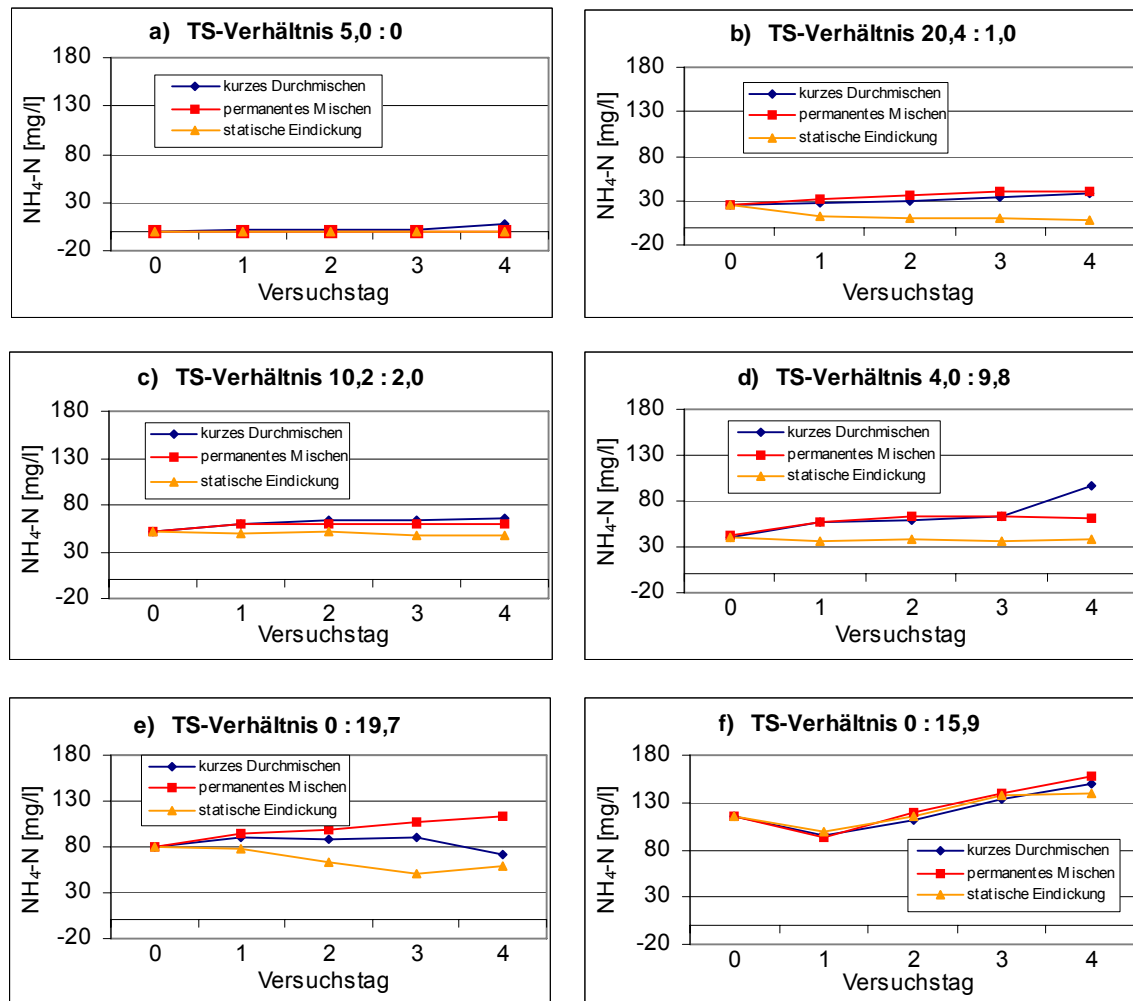 a) TS-Verhältnis 5,0 : 0
NH₄-N [mg/l]
180
130
80
30
-20
kurzes Durchmischen
permanentes Mischen
statische Eindickung
0 1 2 3 4
Versuchstag
b) TS-Verhältnis 20,4 : 1,0
NH₄-N [mg/l]
180
130
80
30
-20
kurzes Durchmischen
permanentes Mischen
statische Eindickung
0 1 2 3 4
Versuchstag
c) TS-Verhältnis 10,2 : 2,0
NH₄-N [mg/l]
180
130
80
30
-20
kurzes Durchmischen
permanentes Mischen
statische Eindickung
0 1 2 3 4
Versuchstag
d) TS-Verhältnis 4,0 : 9,8
NH₄-N [mg/l]
180
130
80
30
-20
kurzes Durchmischen
permanentes Mischen
statische Eindickung
0 1 2 3 4
Versuchstag
e) TS-Verhältnis 0 : 19,7
NH₄-N [mg/l]
180
130
80
30
-20
kurzes Durchmischen
permanentes Mischen
statische Eindickung
0 1 2 3 4
Versuchstag
f) TS-Verhältnis 0 : 15,9
NH₄-N [mg/l]
180
130
80
30
-20
kurzes Durchmischen
permanentes Mischen
statische Eindickung
0 1 2 3 4
Versuchstag